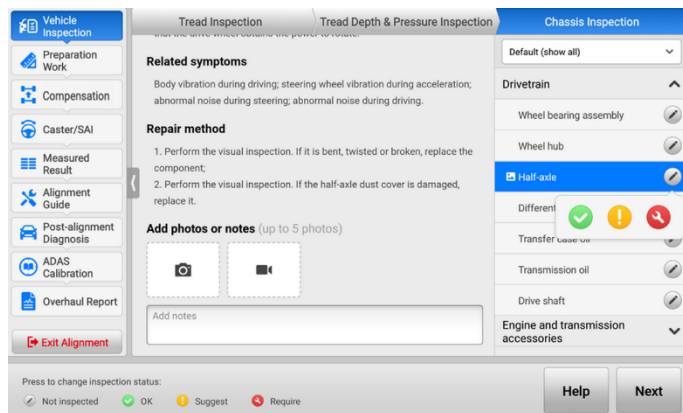 Vehicle
Inspection
Preparation
Work
Compensation
Caster/SAI
Measured
Result
Alignment
Guide
Post-alignment
Diagnosis
ADAS
Calibration
Overhaul Report
Exit Alignment
Tread Inspection
Tread Depth & Pressure Inspection
Chassis Inspection
that the drive wheel obtains the power to rotate.
Related symptoms
Body vibration during driving; steering wheel vibration during acceleration;
abnormal noise during steering; abnormal noise during driving.
Repair method
1. Perform the visual inspection. If it is bent, twisted or broken, replace the
component;
2. Perform the visual inspection. If the half-axle dust cover is damaged,
replace it.
Add photos or notes (up to 5 photos)
Add notes
Default (show all)
Drivetrain
Wheel bearing assembly
Wheel hub
Half-axle
Different
Transfer case oil
Transmission oil
Drive shaft
Engine and transmission
accessories
Press to change inspection status:
Not inspected
OK
Suggest
Require
Help
Next